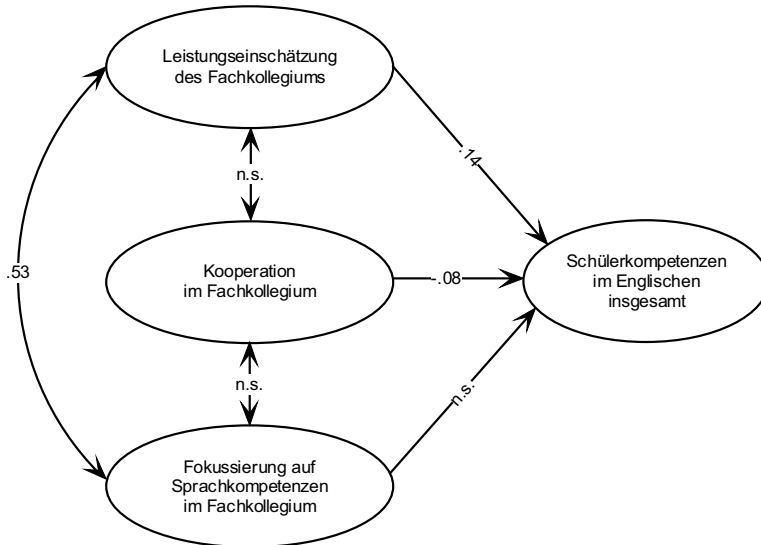 Leistungseinschätzung
des Fachkollegiums
.14
n.s.
.53
Kooperation
im Fachkollegium
-.08
Schülerkompetenzen
im Englischen
insgesamt
n.s.
n.s.
Fokussierung auf
Sprachkompetenzen
im Fachkollegium